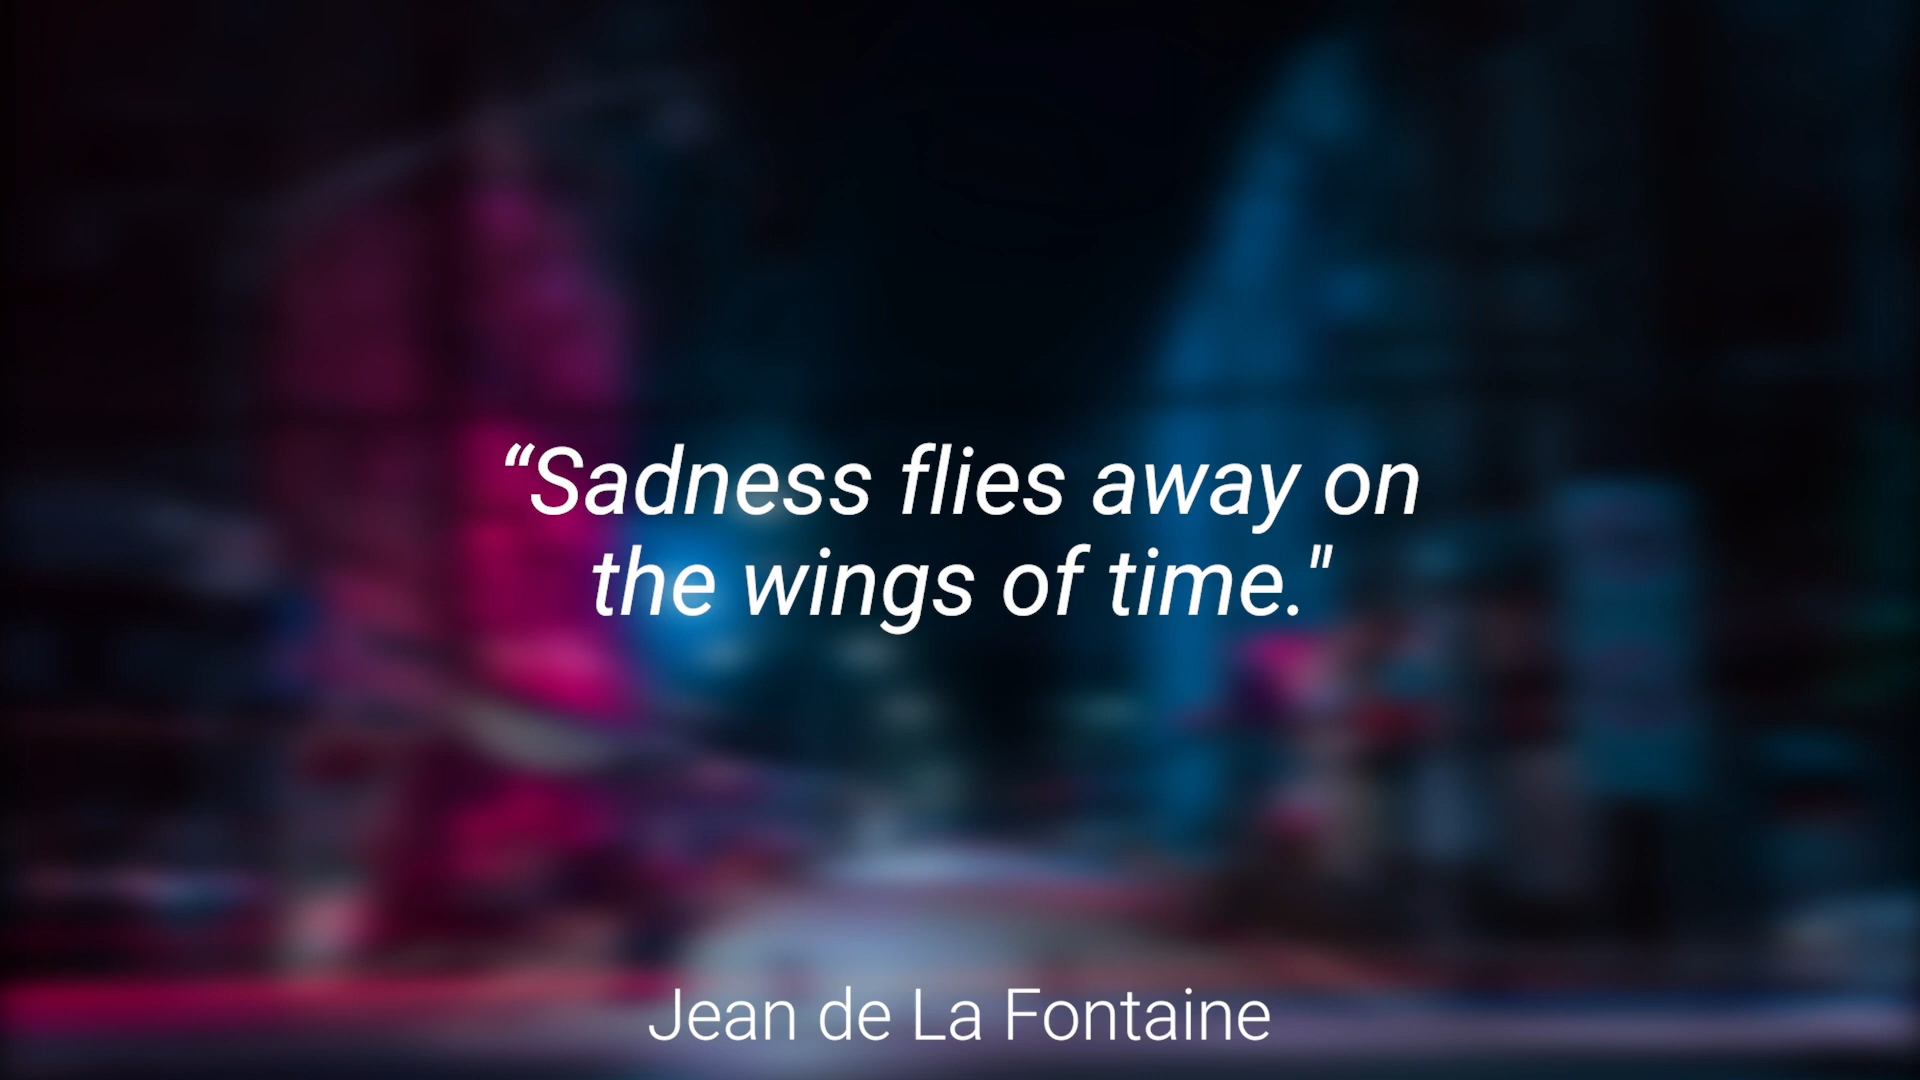 “Sadness flies away on
the wings of time."
Jean de La Fontaine